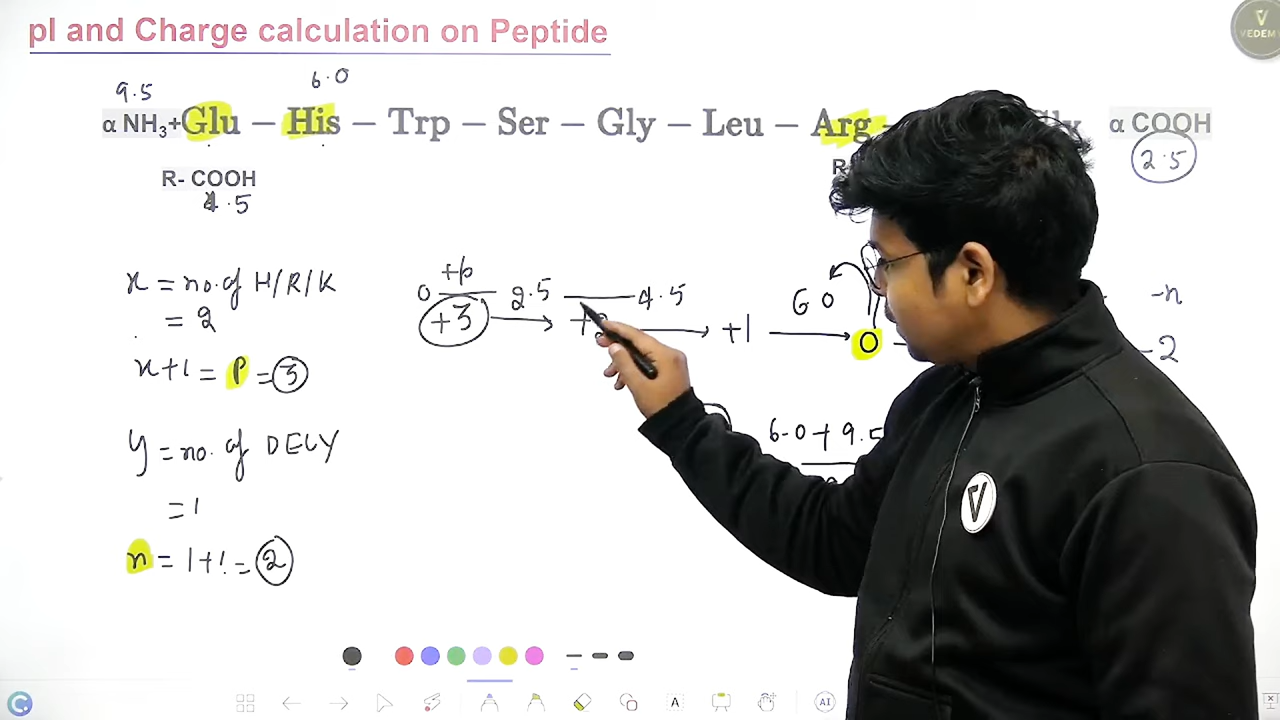 pI and Charge calculation on Peptide
VEDEMY
9.5
6.0
α NH₃+Glu – His – Trp – Ser – Gly – Leu – Arg – α COOH
2.5
R- COOH
4.5
x = no. of H/R/K
= 2
x+1 = P = 3
y = no. of DECY
= 1
n = 1+1 = 2
+p -n
0 +3 2.5 4.5 +1 6.0 0 -2
6.0 + 9.5
AI